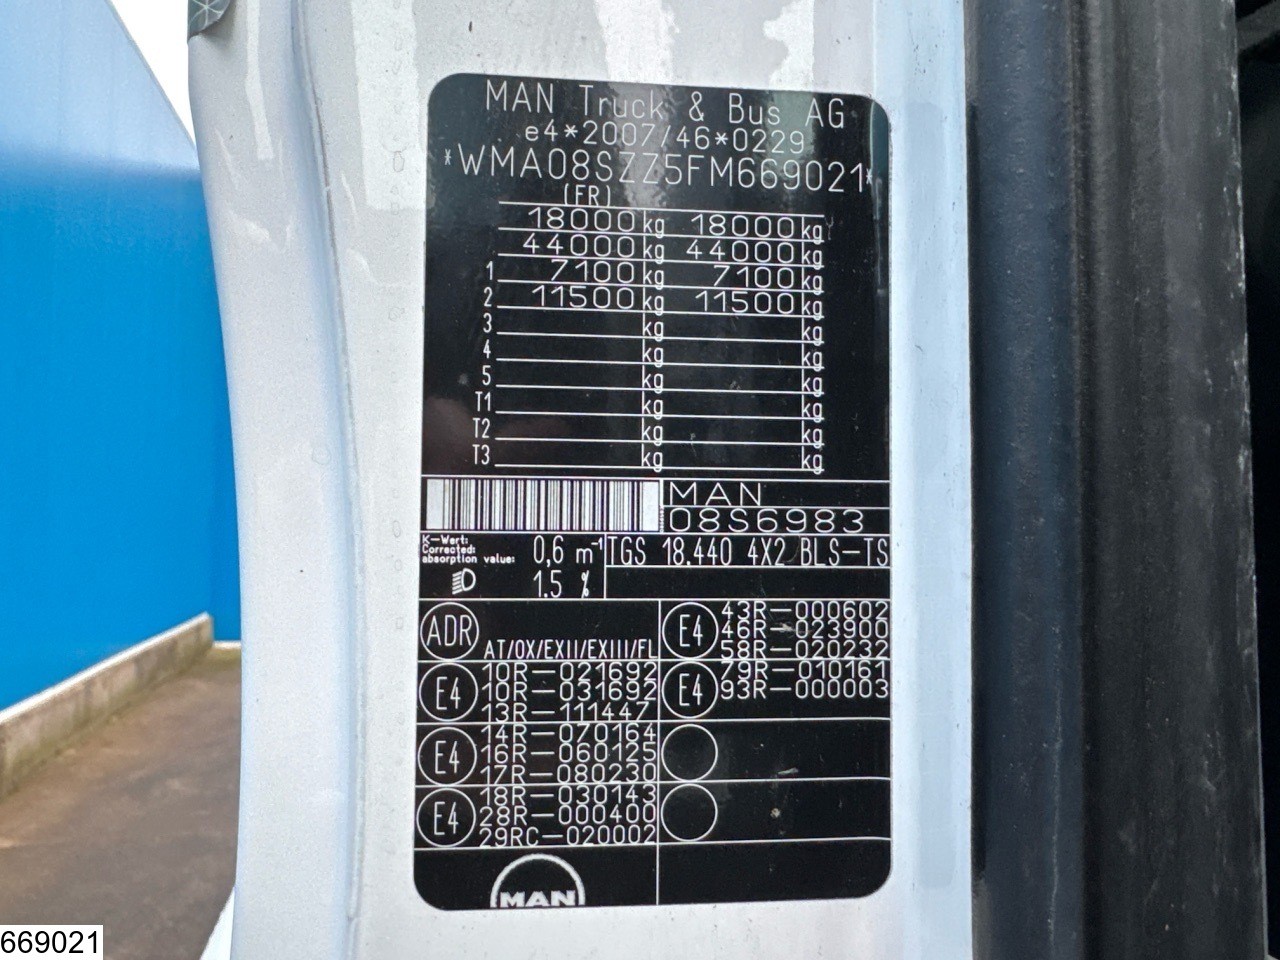 MAN Truck & Bus AG
e4*2007/46*0229
*WMA08SZZ5FM669021*
(FR)
18000 kg 18000 kg
44000 kg 44000 kg
1 7100 kg 7100 kg
2 11500 kg 11500 kg
3 kg kg
4 kg kg
5 kg kg
T1 kg kg
T2 kg kg
T3 kg kg
MAN
08S6983
K-Wert:
Corrected:
absorption value: 0,6 m-1
TGS 18.440 4X2 BLS-TS
1.5 %
ADR AT/OX/EXII/EXIII/FL
E4 43R-000602
46R-023900
58R-020232
E4 10R-021692
10R-031692
13R-111447
E4 79R-010161
93R-000003
E4 14R-070164
16R-060125
17R-080230
E4 18R-030143
28R-000400
29RC-020002
MAN
669021